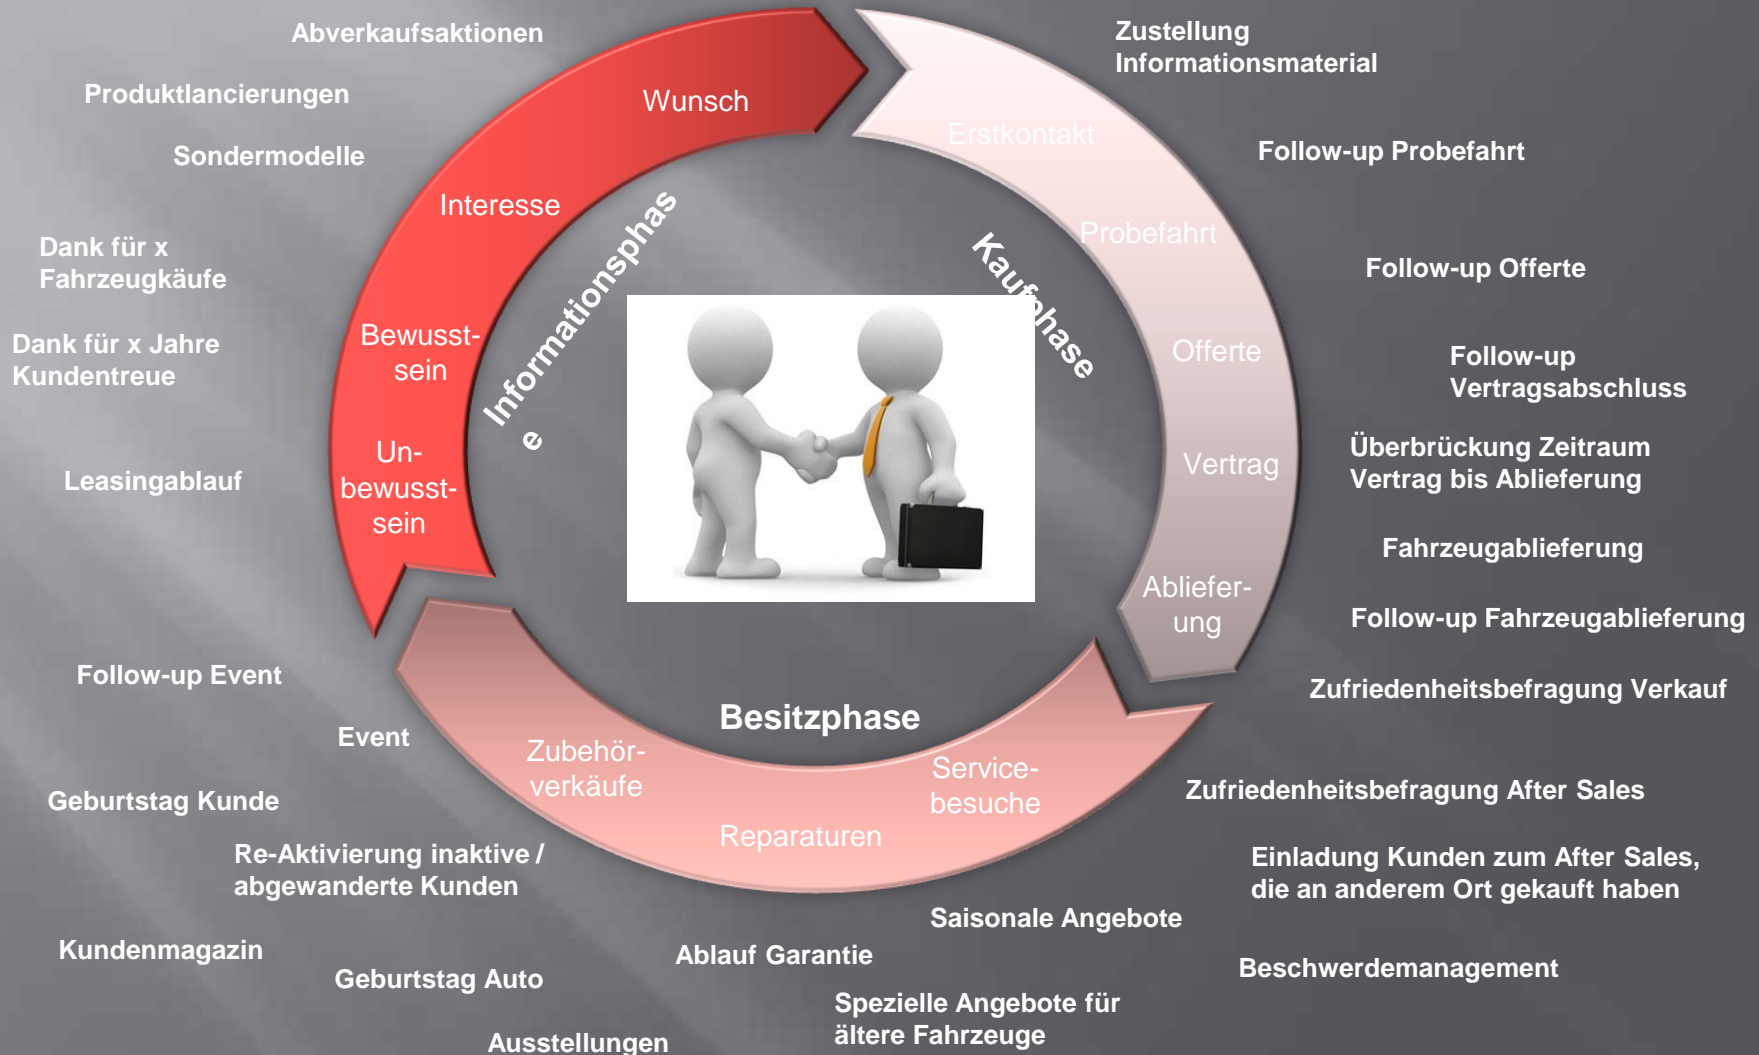 Abverkaufsaktionen
Produktlancierungen
Sondermodelle
Dank für x
Fahrzeugkäufe
Dank für x Jahre
Kundentreue
Leasingablauf
Wunsch
Interesse
Bewusst-
sein
Un-
bewusst-
sein
Informationsphas
e
Erstkontakt
Probefahrt
Offerte
Vertrag
Abliefer-
ung
Kaufphase
Zustellung
Informationsmaterial
Follow-up Probefahrt
Follow-up Offerte
Follow-up
Vertragsabschluss
Überbrückung Zeitraum
Vertrag bis Ablieferung
Fahrzeugablieferung
Follow-up Fahrzeugablieferung
Zufriedenheitsbefragung Verkauf
Besitzphase
Zubehör-
verkäufe
Reparaturen
Service-
besuche
Zufriedenheitsbefragung After Sales
Einladung Kunden zum After Sales,
die an anderem Ort gekauft haben
Beschwerdemanagement
Saisonale Angebote
Spezielle Angebote für
ältere Fahrzeuge
Ablauf Garantie
Ausstellungen
Geburtstag Auto
Kundenmagazin
Re-Aktivierung inaktive /
abgewanderte Kunden
Geburtstag Kunde
Event
Follow-up Event